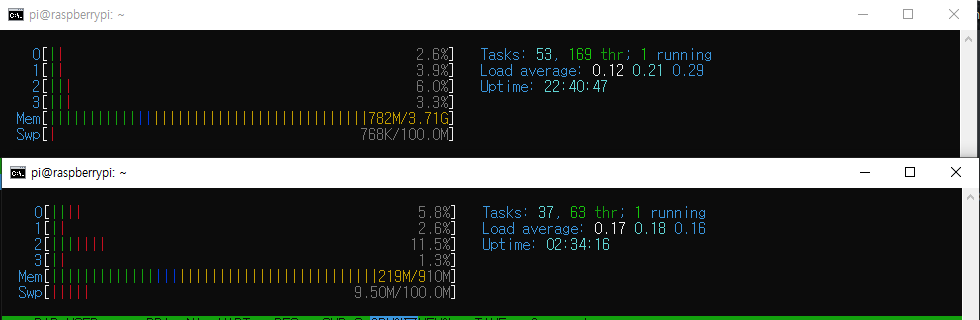 pi@raspberrypi: ~
0[|| 2.6%] Tasks: 53, 169 thr; 1 running
1[|| 3.9%] Load average: 0.12 0.21 0.29
2[||| 6.0%] Uptime: 22:40:47
3[||| 3.3%]
Mem[||||||||||||||||||||||||||||||||||||||||782M/3.71G]
Swp[| 768K/100.0M]
pi@raspberrypi: ~
0[|||| 5.8%] Tasks: 37, 63 thr; 1 running
1[|| 2.6%] Load average: 0.17 0.18 0.16
2[||||||| 11.5%] Uptime: 02:34:16
3[|| 1.3%]
Mem[|||||||||||||||||||||||||||||||||||||||||219M/910M]
Swp[||||| 9.50M/100.0M]